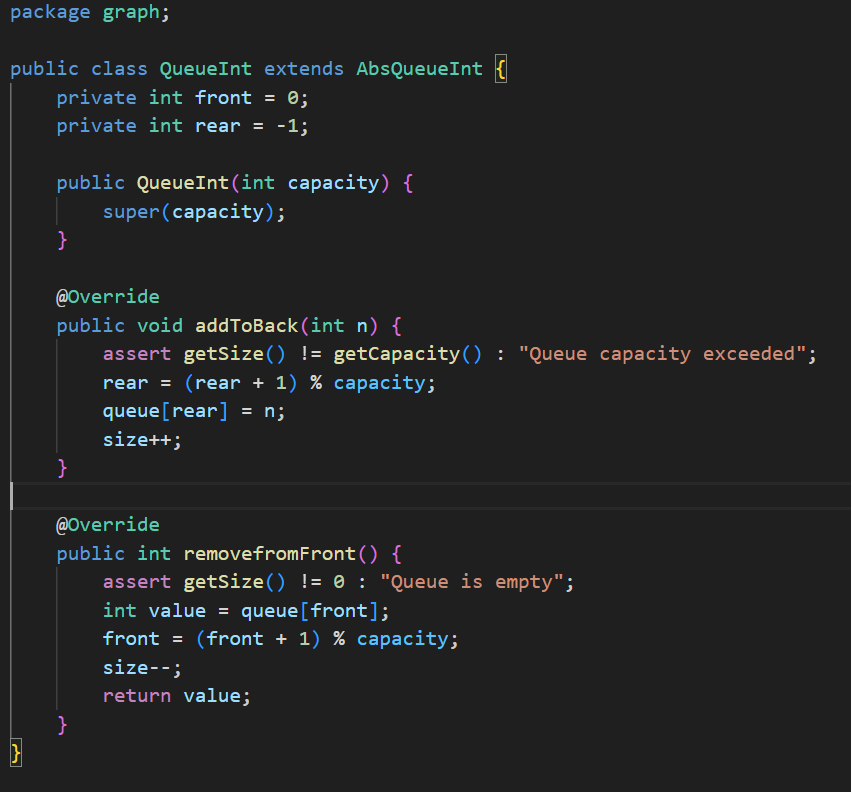 package graph;
public class QueueInt extends AbsQueueInt {
    private int front = 0;
    private int rear = -1;
    public QueueInt(int capacity) {
        super(capacity);
    }
    @Override
    public void addToBack(int n) {
        assert getSize() != getCapacity() : "Queue capacity exceeded";
        rear = (rear + 1) % capacity;
        queue[rear] = n;
        size++;
    }
    @Override
    public int removefromFront() {
        assert getSize() != 0 : "Queue is empty";
        int value = queue[front];
        front = (front + 1) % capacity;
        size--;
        return value;
    }
}